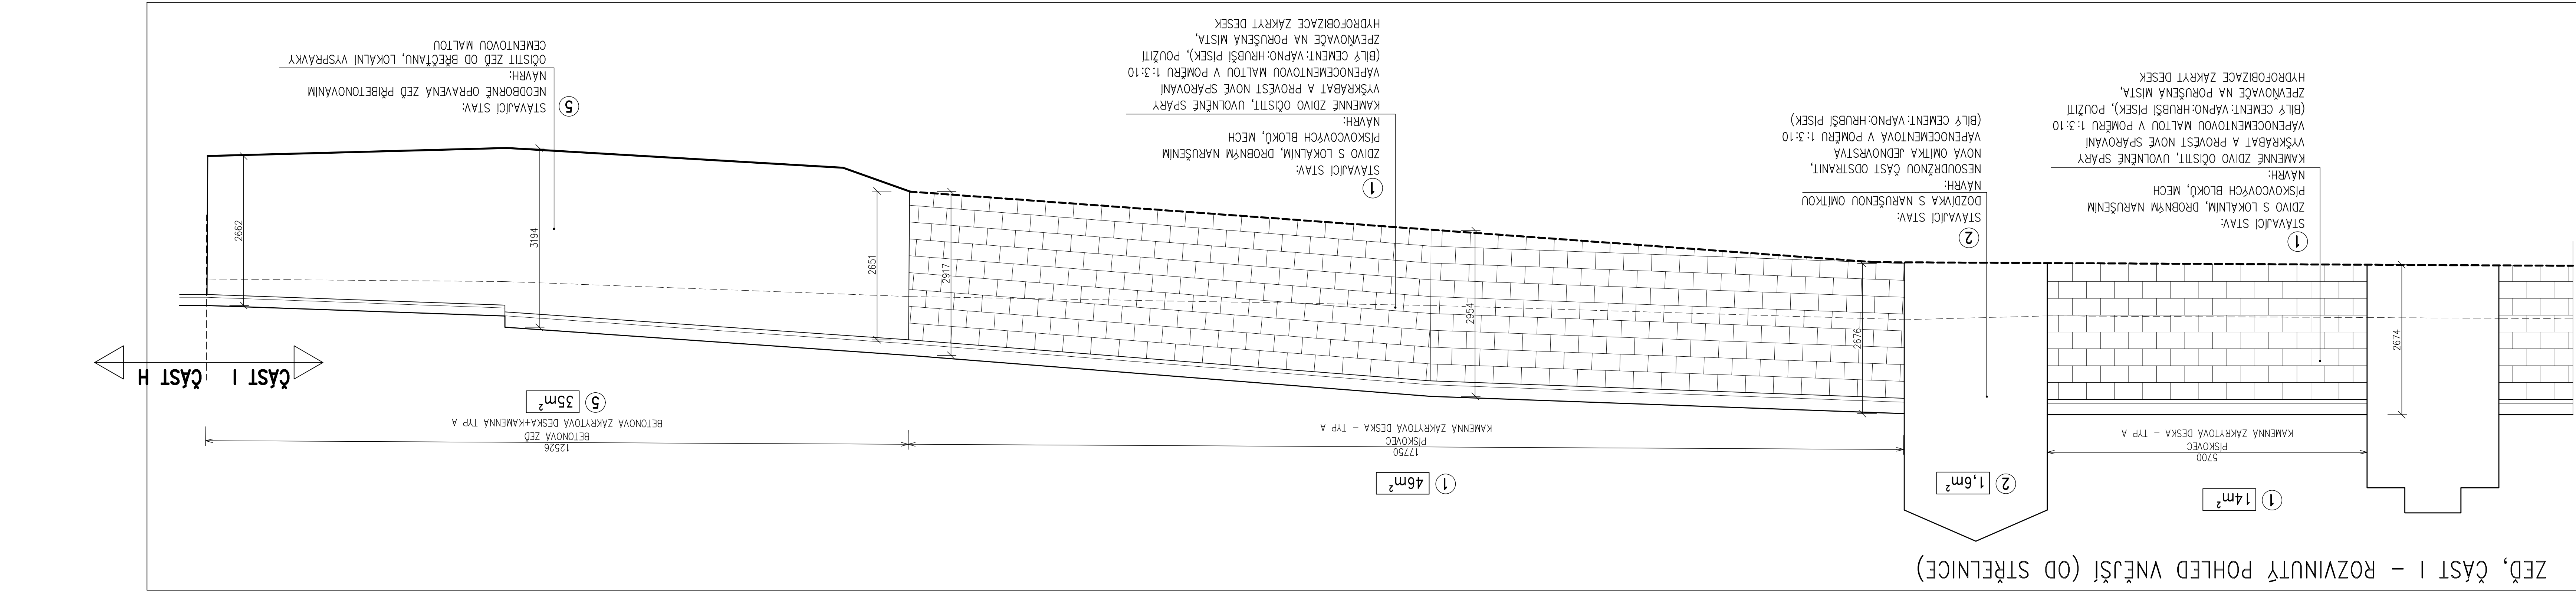 ZEĎ, ČÁST I – ROZVINUTÝ POHLED VNĚJŠÍ (OD STŘELNICE)
1 14m²
5700
PÍSKOVEC
KAMENNÁ ZÁKRYTOVÁ DESKA – TYP A
2 1,6m²
1 46m²
17750
PÍSKOVEC
KAMENNÁ ZÁKRYTOVÁ DESKA – TYP A
12526
BETONOVÁ ZEĎ
BETONOVÁ ZÁKRYTOVÁ DESKA+KAMENNÁ TYP A
5 35m²
ČÁST I
ČÁST H
2674
2676
2954
2917
2651
3194
2662
1
STÁVAJÍCÍ STAV:
ZDIVO S LOKÁLNÍM, DROBNÝM NARUŠENÍM
PÍSKOVCOVÝCH BLOKŮ, MECH
NÁVRH:
KAMENNÉ ZDIVO OČISTIT, UVOLNĚNÉ SPÁRY
VYŠKRÁBAT A PROVÉST NOVÉ SPÁROVÁNÍ
VÁPENOCEMENTOVOU MALTOU V POMĚRU 1:3:10
(BÍLÝ CEMENT:VÁPNO:HRUBŠÍ PÍSEK), POUŽITÍ
ZPEVŇOVAČE NA PORUŠENÁ MÍSTA,
HYDROFOBIZACE ZÁKRYT DESEK
2
STÁVAJÍCÍ STAV:
DOZDÍVKA S NARUŠENOU OMÍTKOU
NÁVRH:
NESOUDRŽNOU ČÁST ODSTRANIT,
NOVÁ OMÍTKA JEDNOVRSTVÁ
VÁPENOCEMENTOVÁ V POMĚRU 1:3:10
(BÍLÝ CEMENT:VÁPNO:HRUBŠÍ PÍSEK)
1
STÁVAJÍCÍ STAV:
ZDIVO S LOKÁLNÍM, DROBNÝM NARUŠENÍM
PÍSKOVCOVÝCH BLOKŮ, MECH
NÁVRH:
KAMENNÉ ZDIVO OČISTIT, UVOLNĚNÉ SPÁRY
VYŠKRÁBAT A PROVÉST NOVÉ SPÁROVÁNÍ
VÁPENOCEMENTOVOU MALTOU V POMĚRU 1:3:10
(BÍLÝ CEMENT:VÁPNO:HRUBŠÍ PÍSEK), POUŽITÍ
ZPEVŇOVAČE NA PORUŠENÁ MÍSTA,
HYDROFOBIZACE ZÁKRYT DESEK
5
STÁVAJÍCÍ STAV:
NEODBORNĚ OPRAVENÁ ZEĎ PŘIBETONOVÁNÍM
NÁVRH:
OČISTIT ZEĎ OD BŘEČŤANU, LOKÁLNÍ VYSPRÁVKY
CEMENTOVOU MALTOU